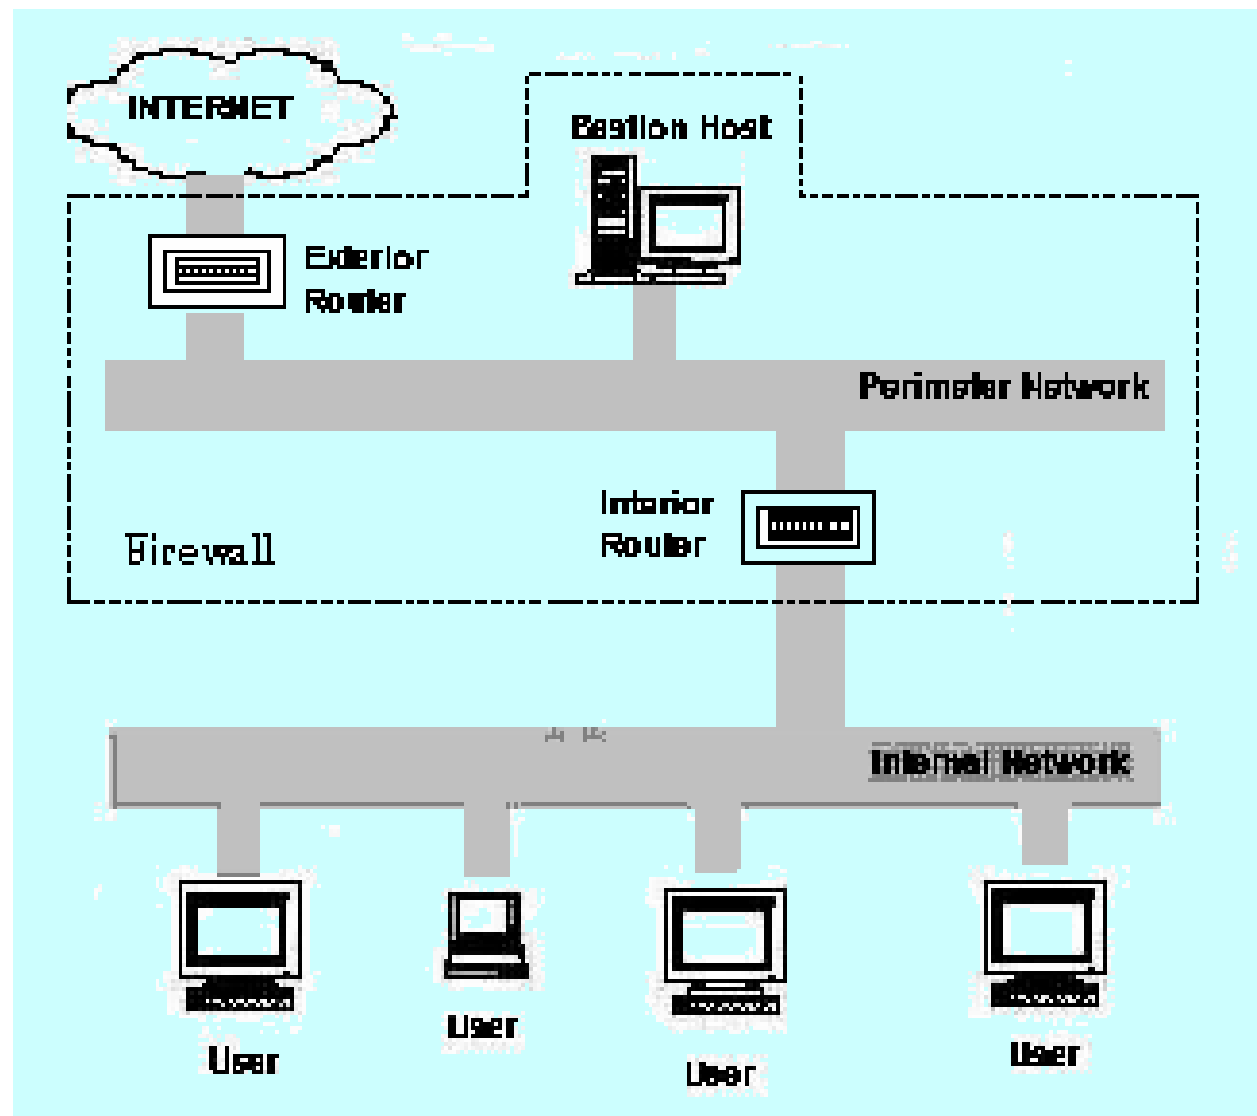 INTERNET
Bastion Host
Exterior
Router
Perimeter Network
Interior
Router
Firewall
Internal Network
User
User
User
User